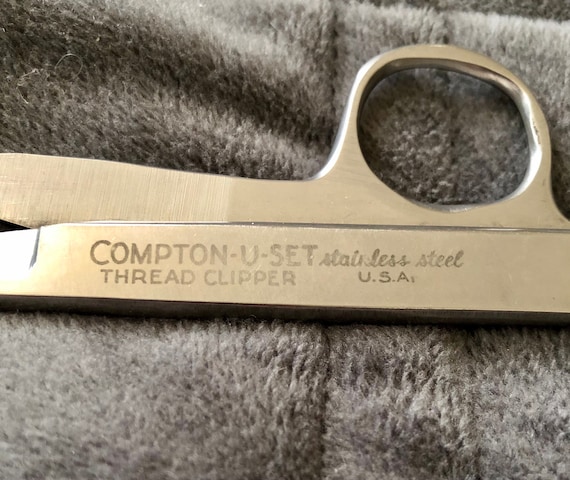 COMPTON-U-SET stainless steel
THREAD CLIPPER U.S.A.